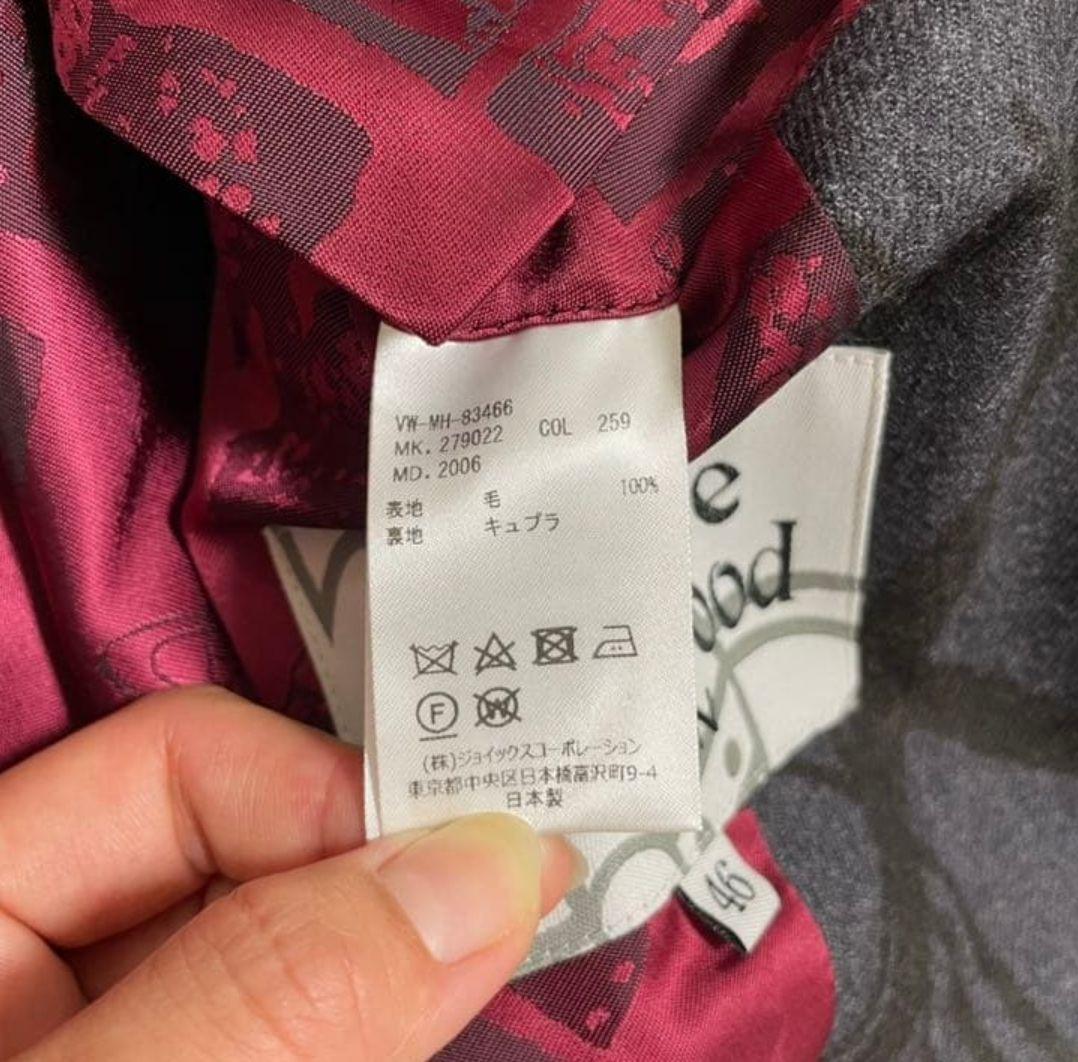 VW-MH-83466
MK. 279022 COL 259
MD. 2006
表地 毛 100%
裏地 キュプラ
F
W
(株)ジョイックスコーポレーション
東京都中央区日本橋富沢町9-4
日本製
e
ood
46